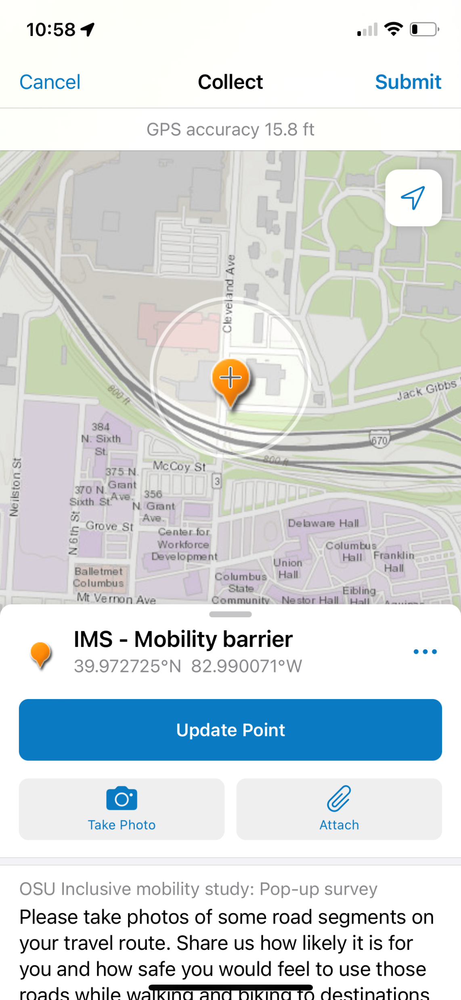 10:58
Cancel Collect Submit
GPS accuracy 15.8 ft
Cleveland Ave
Jack Gibbs
800 ft
670
384
N. Sixth
St.
800 ft
McCoy St
375 N.
Grant
Ave.
3
Neilston St
370 N.
Sixth St.
356
N. Grant
Ave.
N 6th St
Grove St
Delaware Hall
Center for
Workforce
Development
Columbus
Hall
Franklin
Hall
Union
Hall
Balletmet
Columbus
Columbus
State
Community
Eibling
Hall
Mt Vernon Ave
Nestor Hall
IMS - Mobility barrier
39.972725°N 82.990071°W
Update Point
Take Photo
Attach
OSU Inclusive mobility study: Pop-up survey
Please take photos of some road segments on
your travel route. Share us how likely it is for
you and how safe you would feel to use those
roads while walking and biking to destinations